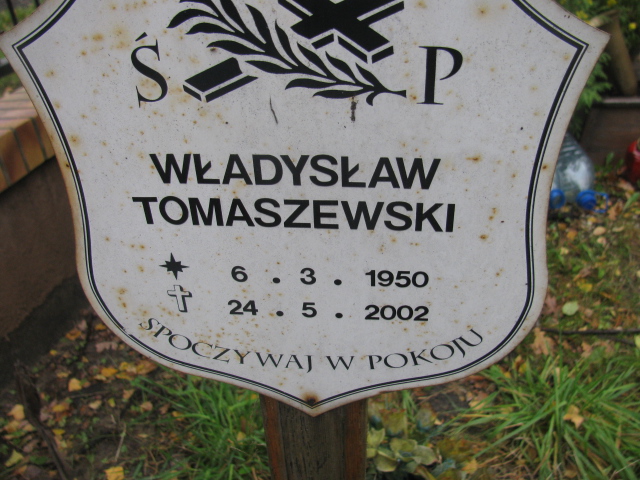 Ś P
WŁADYSŁAW
TOMASZEWSKI
6 . 3 . 1950
24 . 5 . 2002
SPOCZYWAJ W POKOJU